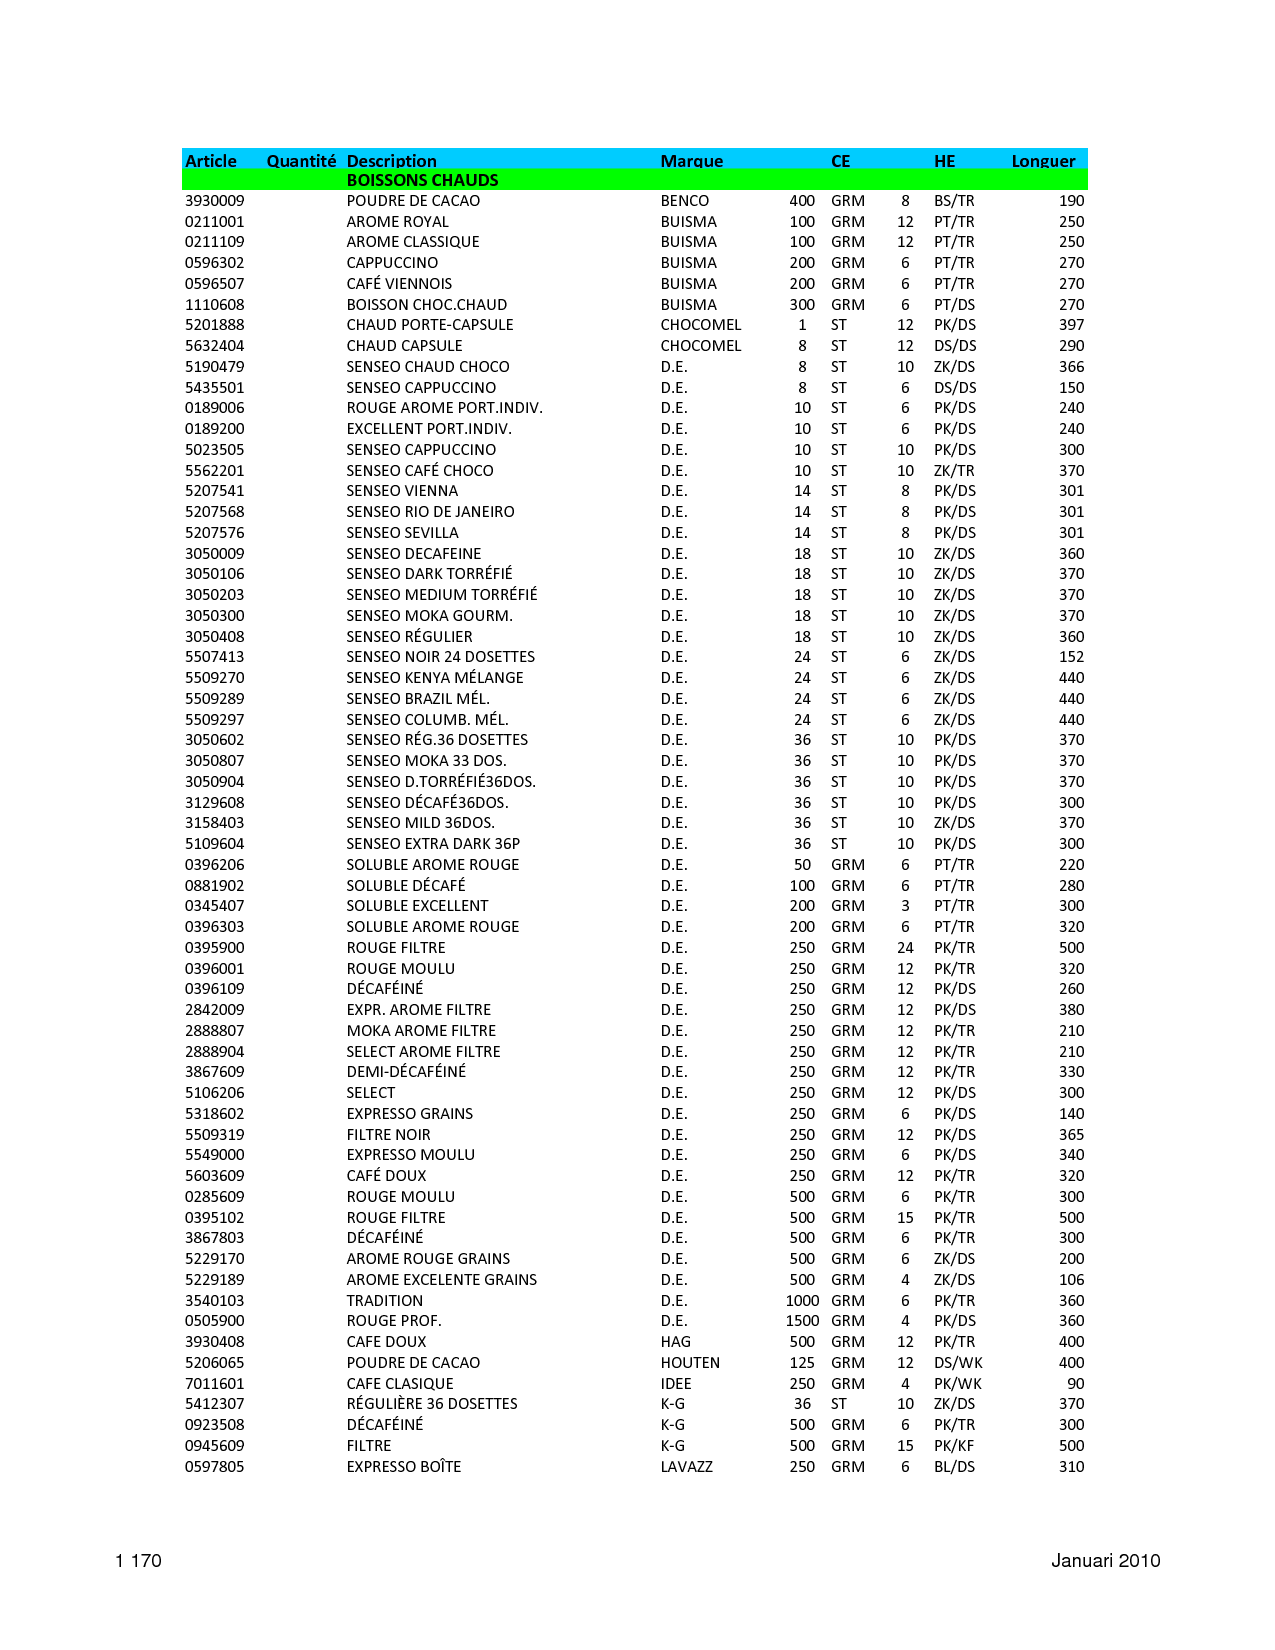 Article Quantité Description Marque CE HE Longuer
BOISSONS CHAUDS
3930009 POUDRE DE CACAO BENCO 400 GRM 8 BS/TR 190
0211001 AROME ROYAL BUISMA 100 GRM 12 PT/TR 250
0211109 AROME CLASSIQUE BUISMA 100 GRM 12 PT/TR 250
0596302 CAPPUCCINO BUISMA 200 GRM 6 PT/TR 270
0596507 CAFÉ VIENNOIS BUISMA 200 GRM 6 PT/TR 270
1110608 BOISSON CHOC.CHAUD BUISMA 300 GRM 6 PT/DS 270
5201888 CHAUD PORTE-CAPSULE CHOCOMEL 1 ST 12 PK/DS 397
5632404 CHAUD CAPSULE CHOCOMEL 8 ST 12 DS/DS 290
5190479 SENSEO CHAUD CHOCO D.E. 8 ST 10 ZK/DS 366
5435501 SENSEO CAPPUCCINO D.E. 8 ST 6 DS/DS 150
0189006 ROUGE AROME PORT.INDIV. D.E. 10 ST 6 PK/DS 240
0189200 EXCELLENT PORT.INDIV. D.E. 10 ST 6 PK/DS 240
5023505 SENSEO CAPPUCCINO D.E. 10 ST 10 PK/DS 300
5562201 SENSEO CAFÉ CHOCO D.E. 10 ST 10 ZK/TR 370
5207541 SENSEO VIENNA D.E. 14 ST 8 PK/DS 301
5207568 SENSEO RIO DE JANEIRO D.E. 14 ST 8 PK/DS 301
5207576 SENSEO SEVILLA D.E. 14 ST 8 PK/DS 301
3050009 SENSEO DECAFEINE D.E. 18 ST 10 ZK/DS 360
3050106 SENSEO DARK TORRÉFIÉ D.E. 18 ST 10 ZK/DS 370
3050203 SENSEO MEDIUM TORRÉFIÉ D.E. 18 ST 10 ZK/DS 370
3050300 SENSEO MOKA GOURM. D.E. 18 ST 10 ZK/DS 370
3050408 SENSEO RÉGULIER D.E. 18 ST 10 ZK/DS 360
5507413 SENSEO NOIR 24 DOSETTES D.E. 24 ST 6 ZK/DS 152
5509270 SENSEO KENYA MÉLANGE D.E. 24 ST 6 ZK/DS 440
5509289 SENSEO BRAZIL MÉL. D.E. 24 ST 6 ZK/DS 440
5509297 SENSEO COLUMB. MÉL. D.E. 24 ST 6 ZK/DS 440
3050602 SENSEO RÉG.36 DOSETTES D.E. 36 ST 10 PK/DS 370
3050807 SENSEO MOKA 33 DOS. D.E. 36 ST 10 PK/DS 370
3050904 SENSEO D.TORRÉFIÉ36DOS. D.E. 36 ST 10 PK/DS 370
3129608 SENSEO DÉCAFÉ36DOS. D.E. 36 ST 10 PK/DS 300
3158403 SENSEO MILD 36DOS. D.E. 36 ST 10 ZK/DS 370
5109604 SENSEO EXTRA DARK 36P D.E. 36 ST 10 PK/DS 300
0396206 SOLUBLE AROME ROUGE D.E. 50 GRM 6 PT/TR 220
0881902 SOLUBLE DÉCAFÉ D.E. 100 GRM 6 PT/TR 280
0345407 SOLUBLE EXCELLENT D.E. 200 GRM 3 PT/TR 300
0396303 SOLUBLE AROME ROUGE D.E. 200 GRM 6 PT/TR 320
0395900 ROUGE FILTRE D.E. 250 GRM 24 PK/TR 500
0396001 ROUGE MOULU D.E. 250 GRM 12 PK/TR 320
0396109 DÉCAFÉINÉ D.E. 250 GRM 12 PK/DS 260
2842009 EXPR. AROME FILTRE D.E. 250 GRM 12 PK/DS 380
2888807 MOKA AROME FILTRE D.E. 250 GRM 12 PK/TR 210
2888904 SELECT AROME FILTRE D.E. 250 GRM 12 PK/TR 210
3867609 DEMI-DÉCAFÉINÉ D.E. 250 GRM 12 PK/TR 330
5106206 SELECT D.E. 250 GRM 12 PK/DS 300
5318602 EXPRESSO GRAINS D.E. 250 GRM 6 PK/DS 140
5509319 FILTRE NOIR D.E. 250 GRM 12 PK/DS 365
5549000 EXPRESSO MOULU D.E. 250 GRM 6 PK/DS 340
5603609 CAFÉ DOUX D.E. 250 GRM 12 PK/TR 320
0285609 ROUGE MOULU D.E. 500 GRM 6 PK/TR 300
0395102 ROUGE FILTRE D.E. 500 GRM 15 PK/TR 500
3867803 DÉCAFÉINÉ D.E. 500 GRM 6 PK/TR 300
5229170 AROME ROUGE GRAINS D.E. 500 GRM 6 ZK/DS 200
5229189 AROME EXCELENTE GRAINS D.E. 500 GRM 4 ZK/DS 106
3540103 TRADITION D.E. 1000 GRM 6 PK/TR 360
0505900 ROUGE PROF. D.E. 1500 GRM 4 PK/DS 360
3930408 CAFE DOUX HAG 500 GRM 12 PK/TR 400
5206065 POUDRE DE CACAO HOUTEN 125 GRM 12 DS/WK 400
7011601 CAFE CLASIQUE IDEE 250 GRM 4 PK/WK 90
5412307 RÉGULIÈRE 36 DOSETTES K-G 36 ST 10 ZK/DS 370
0923508 DÉCAFÉINÉ K-G 500 GRM 6 PK/TR 300
0945609 FILTRE K-G 500 GRM 15 PK/KF 500
0597805 EXPRESSO BOÎTE LAVAZZ 250 GRM 6 BL/DS 310
1 170 Januari 2010